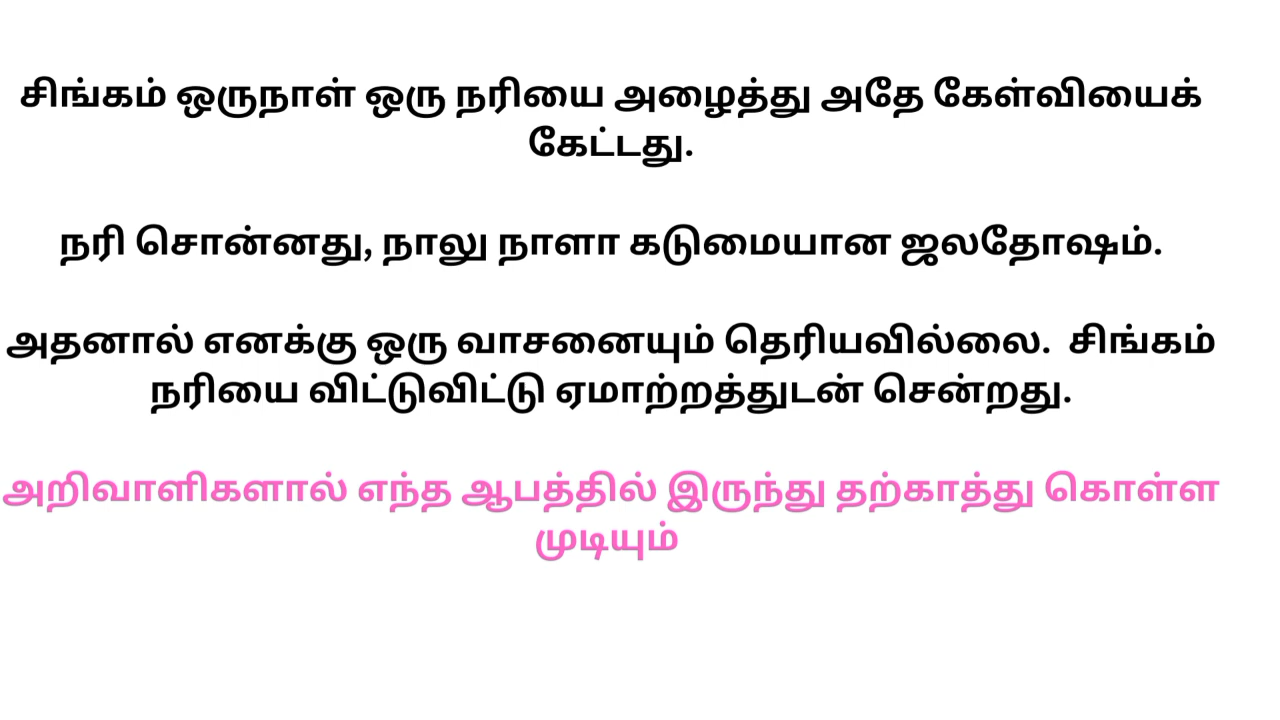 சிங்கம் ஒருநாள் ஒரு நரியை அழைத்து அதே கேள்வியைக்
கேட்டது.
நரி சொன்னது, நாலு நாளா கடுமையான ஜலதோஷம்.
அதனால் எனக்கு ஒரு வாசனையும் தெரியவில்லை. சிங்கம்
நரியை விட்டுவிட்டு ஏமாற்றத்துடன் சென்றது.
அறிவாளிகளால் எந்த ஆபத்தில் இருந்து தற்காத்து கொள்ள
முடியும்